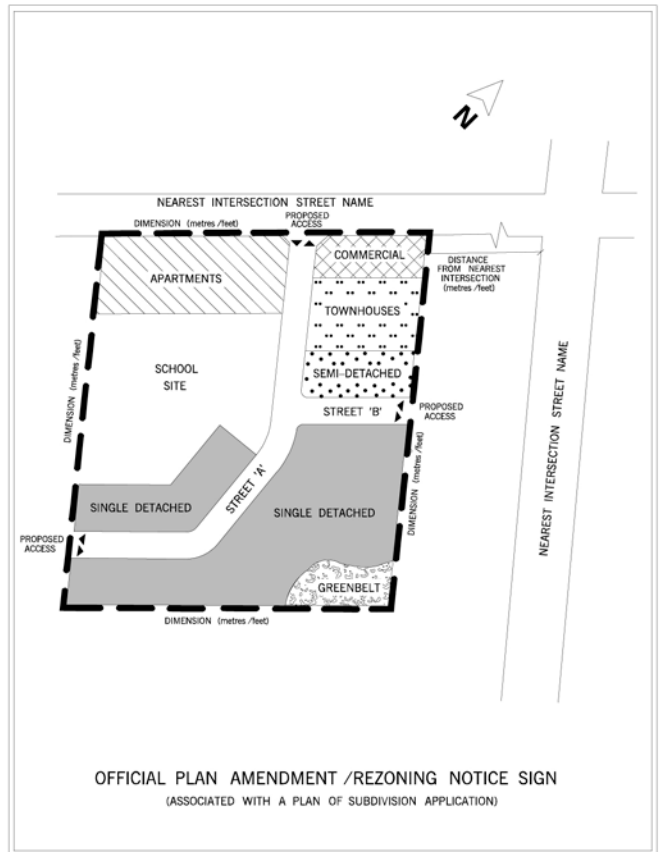 N
NEAREST INTERSECTION STREET NAME
DIMENSION (metres/feet)
PROPOSED
ACCESS
COMMERCIAL
DISTANCE
FROM NEAREST
INTERSECTION
(metres/feet)
APARTMENTS
TOWNHOUSES
SCHOOL
SITE
SEMI-DETACHED
DIMENSION (metres/feet)
STREET 'B'
PROPOSED
ACCESS
NEAREST INTERSECTION STREET NAME
STREET 'A'
SINGLE DETACHED
SINGLE DETACHED
DIMENSION (metres/feet)
PROPOSED
ACCESS
GREENBELT
DIMENSION (metres/feet)
OFFICIAL PLAN AMENDMENT /REZONING NOTICE SIGN
(ASSOCIATED WITH A PLAN OF SUBDIVISION APPLICATION)